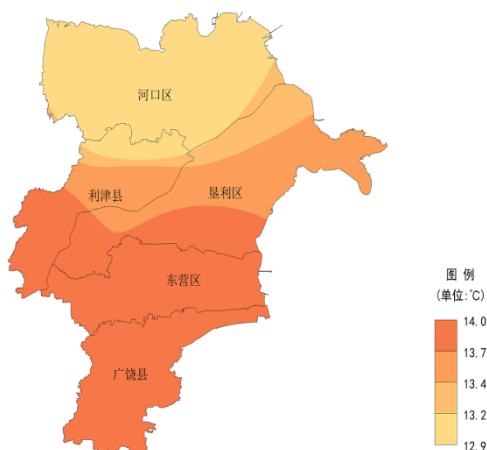 河口区
利津县
垦利区
东营区
广饶县
图 例
(单位:℃)
14.0
13.7
13.4
13.2
12.9